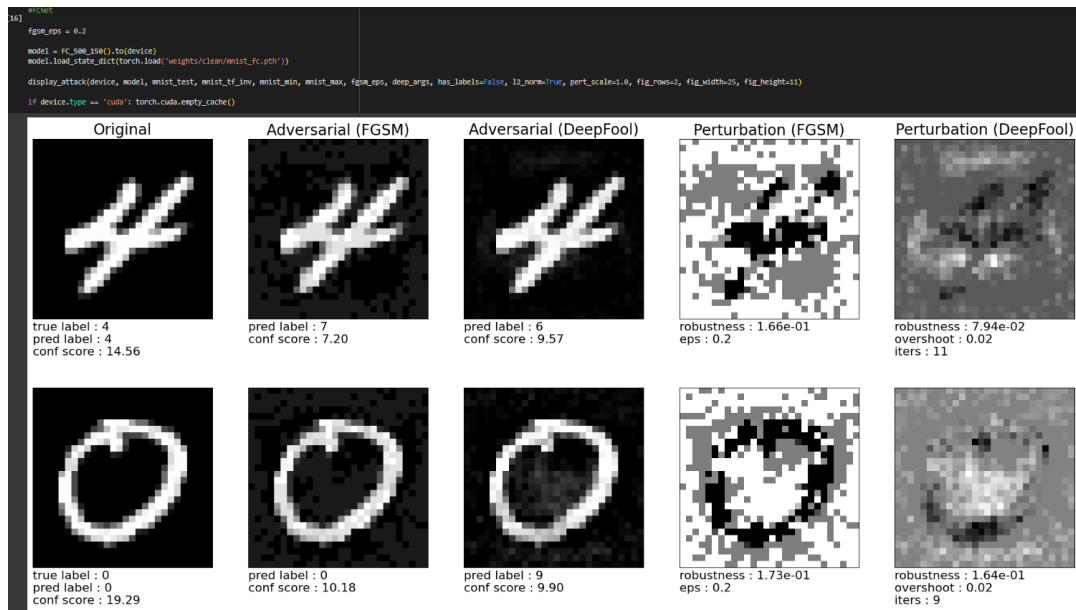 #FCNet
[16]
fgsm_eps = 0.2
model = FC_500_150().to(device)
model.load_state_dict(torch.load('weights/clean/mnist_fc.pth'))
display_attack(device, model, mnist_test, mnist_tf_inv, mnist_min, mnist_max, fgsm_eps, deep_args, has_labels=False, l2_norm=True, pert_scale=1.0, fig_rows=2, fig_width=25, fig_height=11)
if device.type == 'cuda': torch.cuda.empty_cache()
Original Adversarial (FGSM) Adversarial (DeepFool) Perturbation (FGSM) Perturbation (DeepFool)
true label : 4
pred label : 4
conf score : 14.56
pred label : 7
conf score : 7.20
pred label : 6
conf score : 9.57
robustness : 1.66e-01
eps : 0.2
robustness : 7.94e-02
overshoot : 0.02
iters : 11
true label : 0
pred label : 0
conf score : 19.29
pred label : 0
conf score : 10.18
pred label : 9
conf score : 9.90
robustness : 1.73e-01
eps : 0.2
robustness : 1.64e-01
overshoot : 0.02
iters : 9